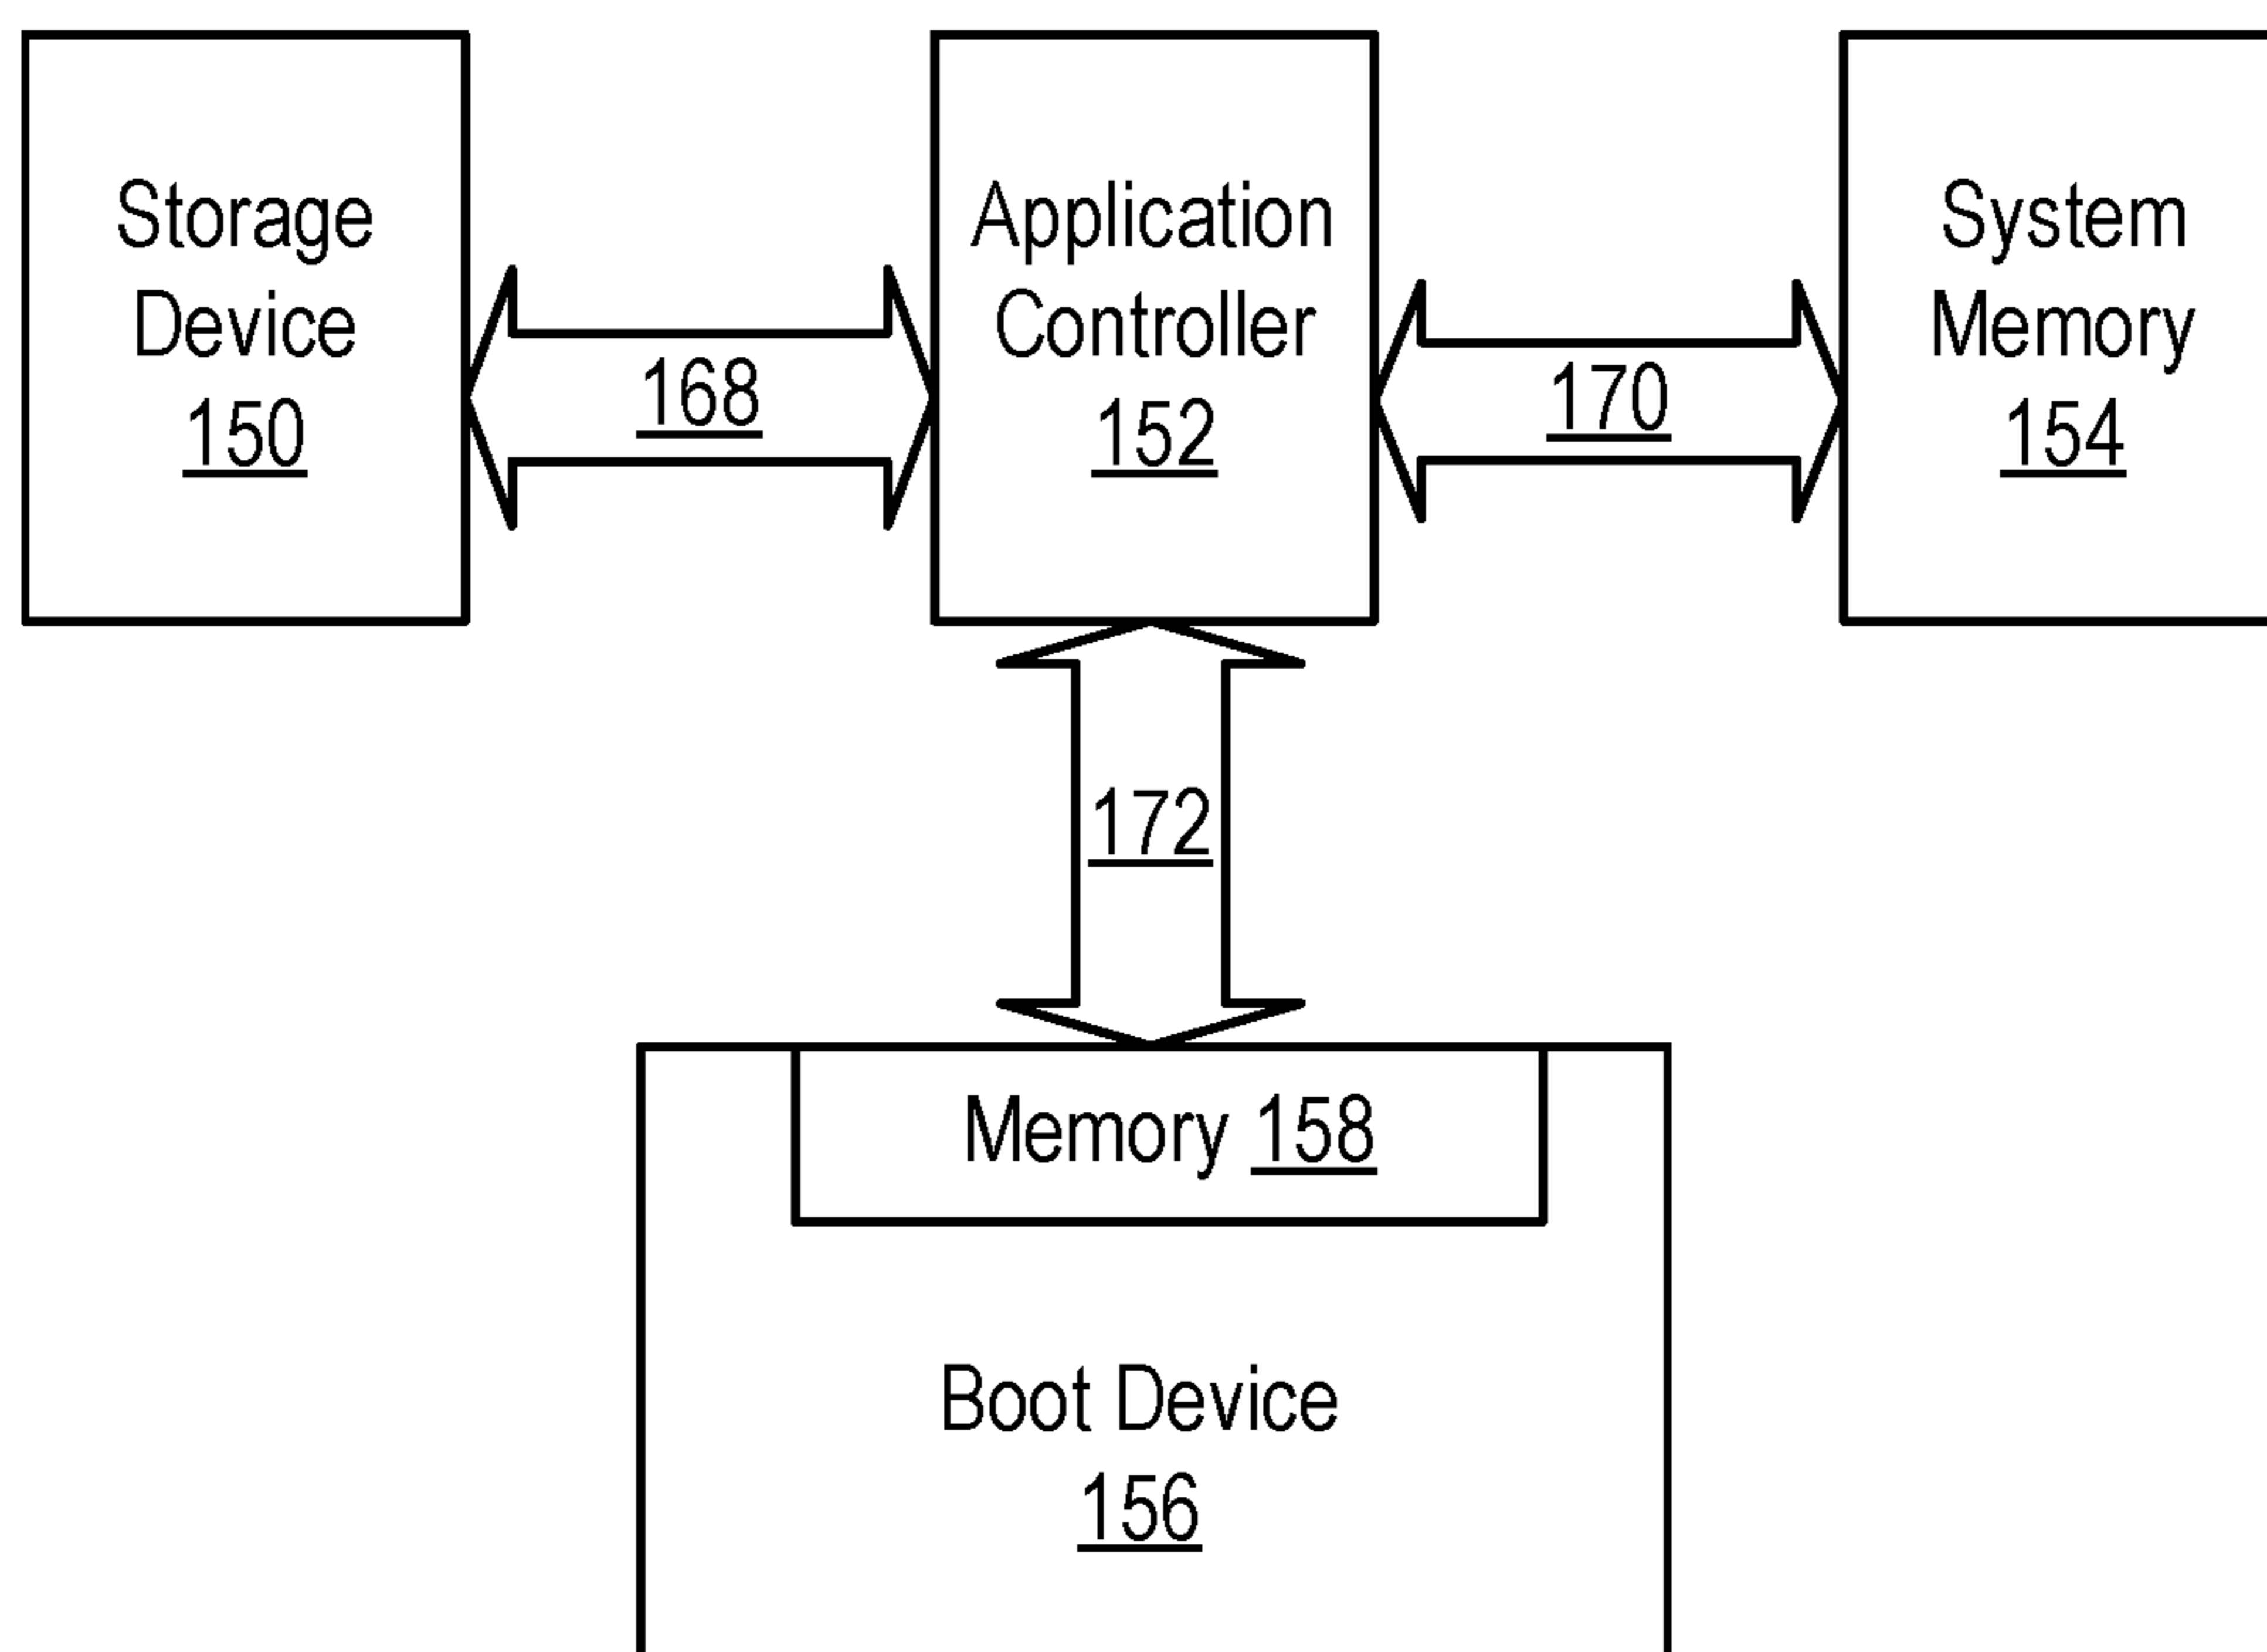 Storage
Device
150
168
Application
Controller
152
170
System
Memory
154
172
Memory 158
Boot Device
156